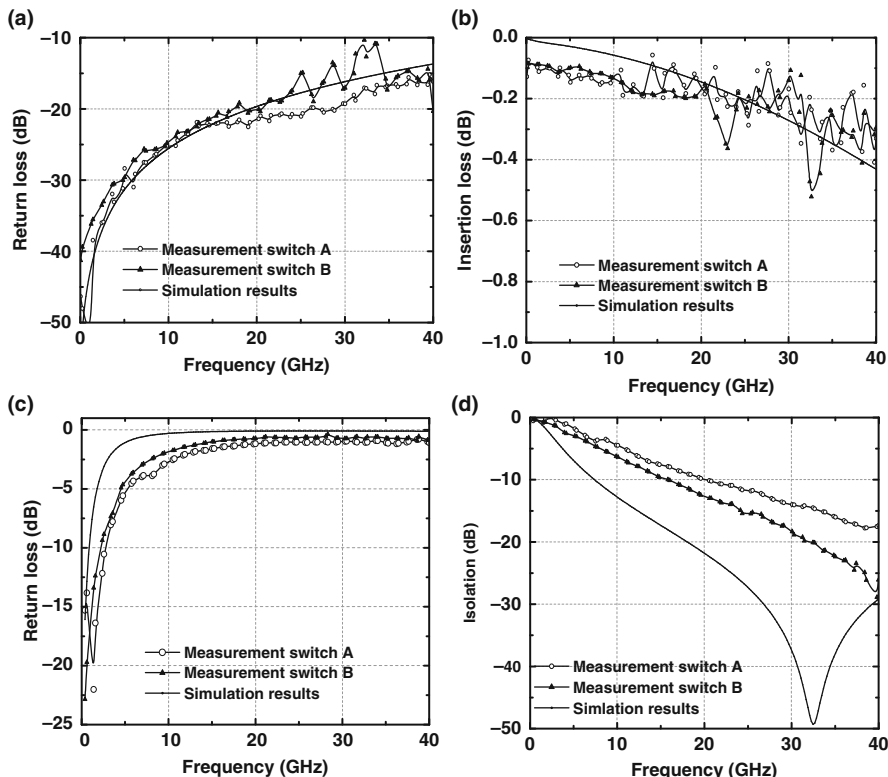 (a)
−10
−20
−30
−40
−50
Return loss (dB)
Measurement switch A
Measurement switch B
Simulation results
0 10 20 30 40
Frequency (GHz)
(b)
0.0
−0.2
−0.4
−0.6
−0.8
−1.0
Insertion loss (dB)
Measurement switch A
Measurement switch B
Simulation results
0 10 20 30 40
Frequency (GHz)
(c)
0
−5
−10
−15
−20
−25
Return loss (dB)
Measurement switch A
Measurement switch B
Simulation results
0 10 20 30 40
Frequency (GHz)
(d)
0
−10
−20
−30
−40
−50
Isolation (dB)
Measurement switch A
Measurement switch B
Simlation results
0 10 20 30 40
Frequency (GHz)